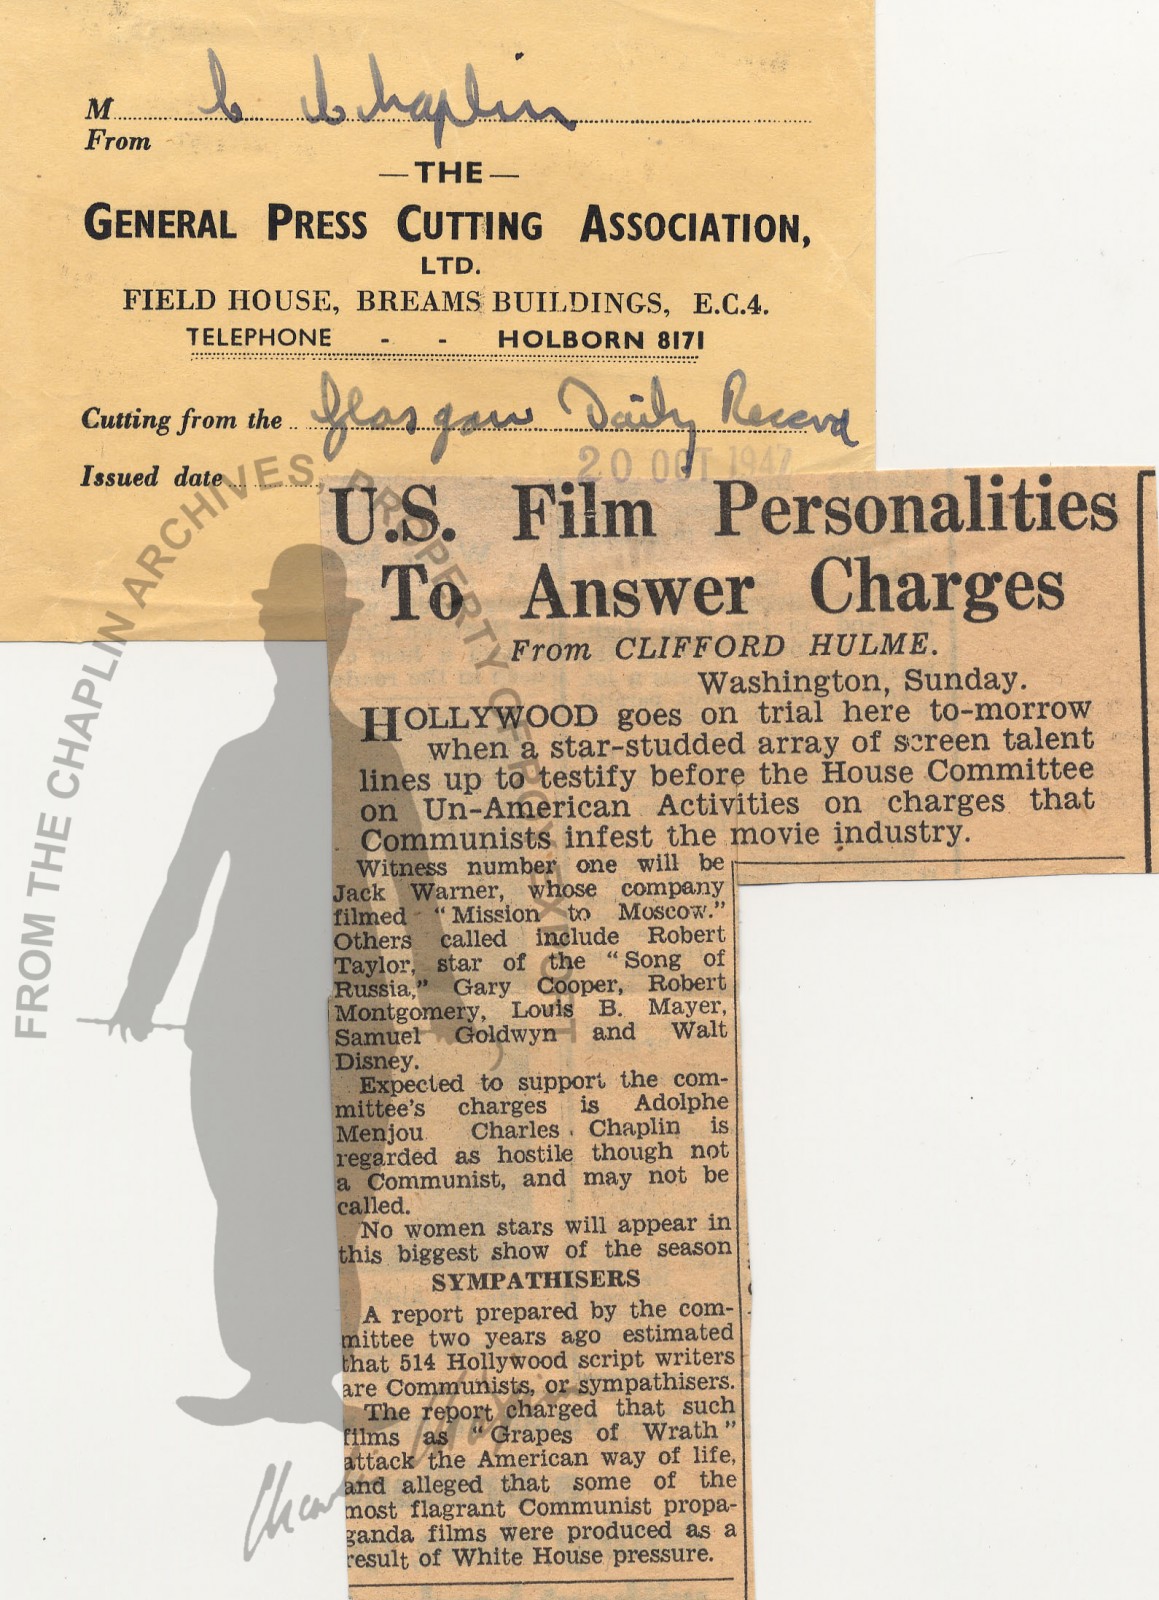 M C Chaplin
From
—THE—
GENERAL PRESS CUTTING ASSOCIATION,
LTD.
FIELD HOUSE, BREAMS BUILDINGS, E.C.4.
TELEPHONE - - HOLBORN 8171
Cutting from the Glasgow Daily Record
Issued date 20 OCT 1947
U.S. Film Personalities
To Answer Charges
From CLIFFORD HULME.
Washington, Sunday.
HOLLYWOOD goes on trial here to-morrow
when a star-studded array of screen talent
lines up to testify before the House Committee
on Un-American Activities on charges that
Communists infest the movie industry.
Witness number one will be
Jack Warner, whose company
filmed "Mission to Moscow."
Others called include Robert
Taylor, star of the "Song of
Russia," Gary Cooper, Robert
Montgomery, Louis B. Mayer,
Samuel Goldwyn and Walt
Disney.
Expected to support the com-
mittee's charges is Adolphe
Menjou Charles Chaplin is
regarded as hostile though not
a Communist, and may not be
called.
No women stars will appear in
this biggest show of the season
SYMPATHISERS
A report prepared by the com-
mittee two years ago estimated
that 514 Hollywood script writers
are Communists, or sympathisers.
The report charged that such
films as "Grapes of Wrath"
attack the American way of life,
and alleged that some of the
most flagrant Communist propa-
ganda films were produced as a
result of White House pressure.
FROM THE CHAPLIN ARCHIVES, PROPERTY OF ROY EXPORT
Charlie Chaplin